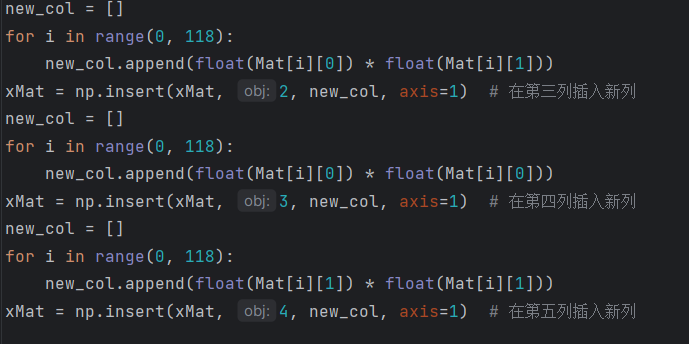 new_col = []
for i in range(0, 118):
    new_col.append(float(Mat[i][0]) * float(Mat[i][1]))
xMat = np.insert(xMat, obj: 2, new_col, axis=1)  # 在第三列插入新列
new_col = []
for i in range(0, 118):
    new_col.append(float(Mat[i][0]) * float(Mat[i][0]))
xMat = np.insert(xMat, obj: 3, new_col, axis=1)  # 在第四列插入新列
new_col = []
for i in range(0, 118):
    new_col.append(float(Mat[i][1]) * float(Mat[i][1]))
xMat = np.insert(xMat, obj: 4, new_col, axis=1)  # 在第五列插入新列